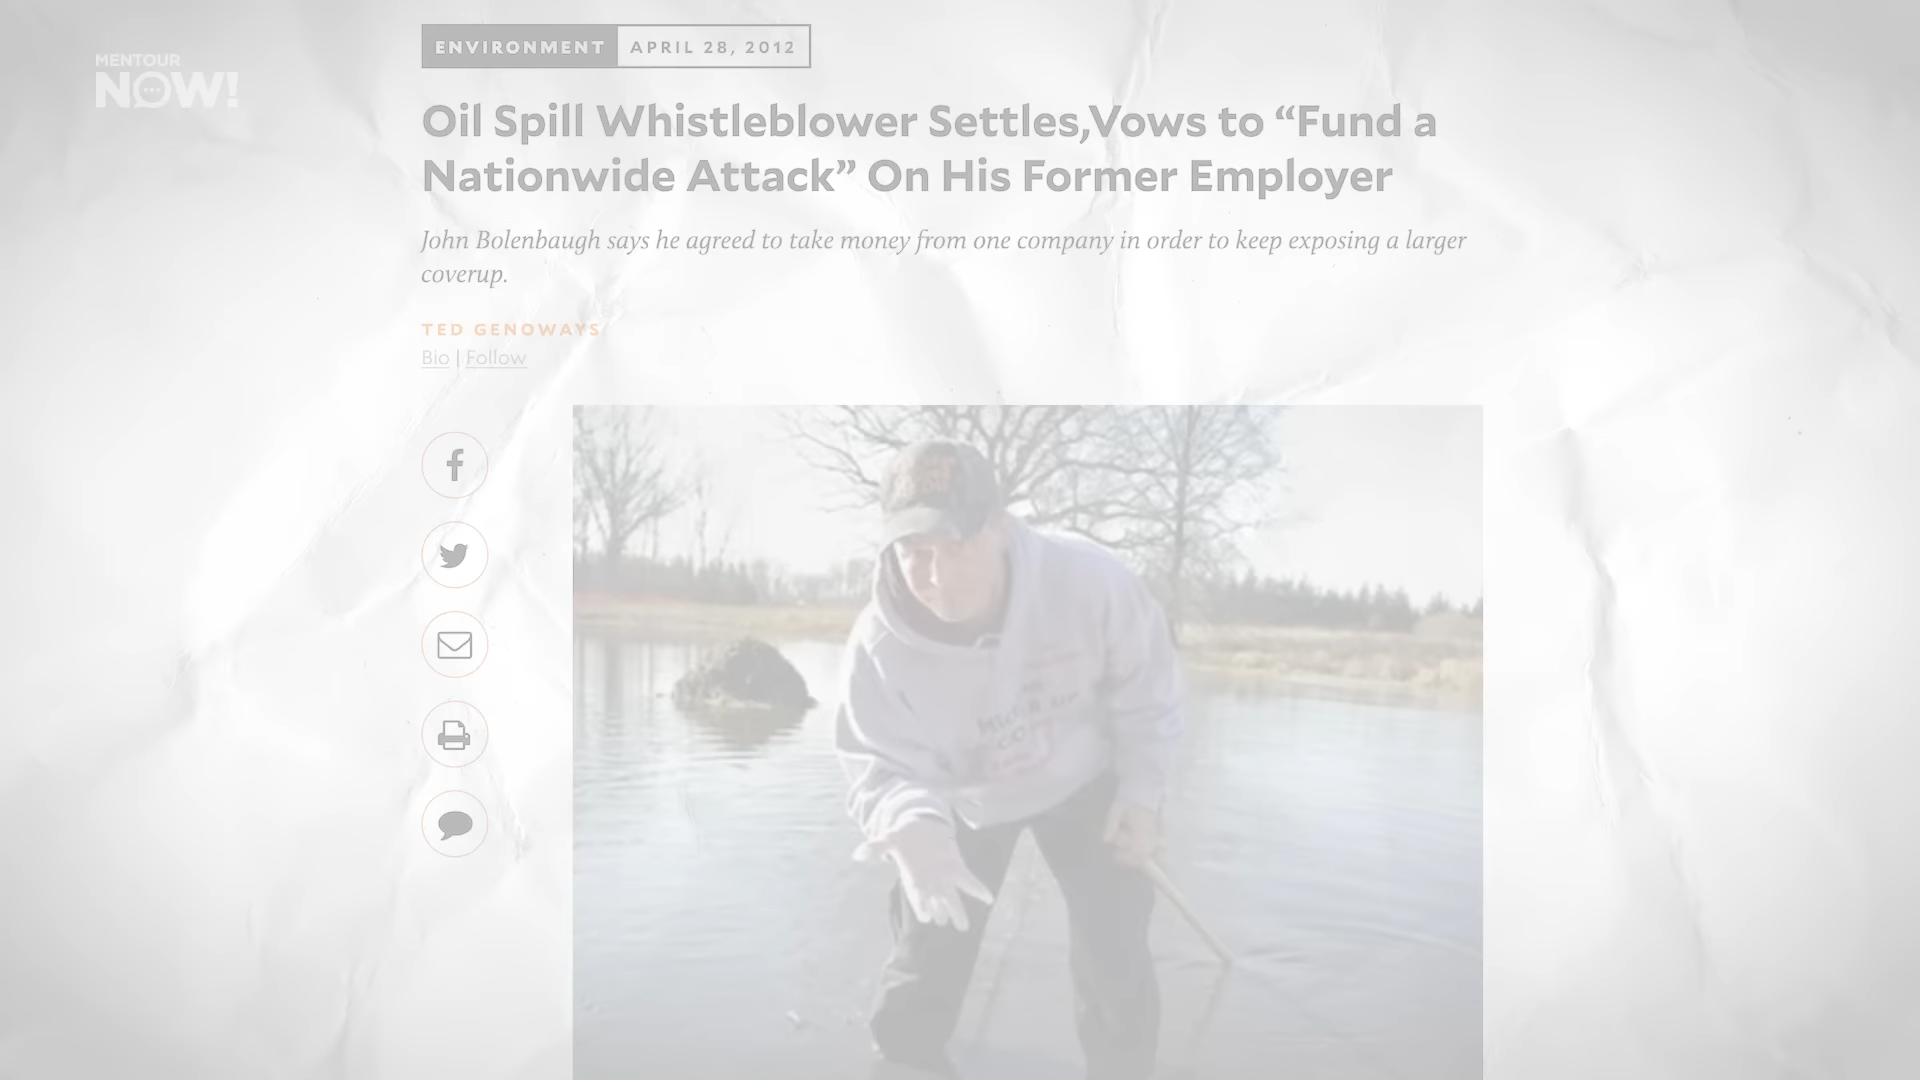 MENTOUR
NOW!
ENVIRONMENT APRIL 28, 2012
Oil Spill Whistleblower Settles,Vows to “Fund a
Nationwide Attack” On His Former Employer
John Bolenbaugh says he agreed to take money from one company in order to keep exposing a larger
coverup.
TED GENOWAYS
Bio | Follow